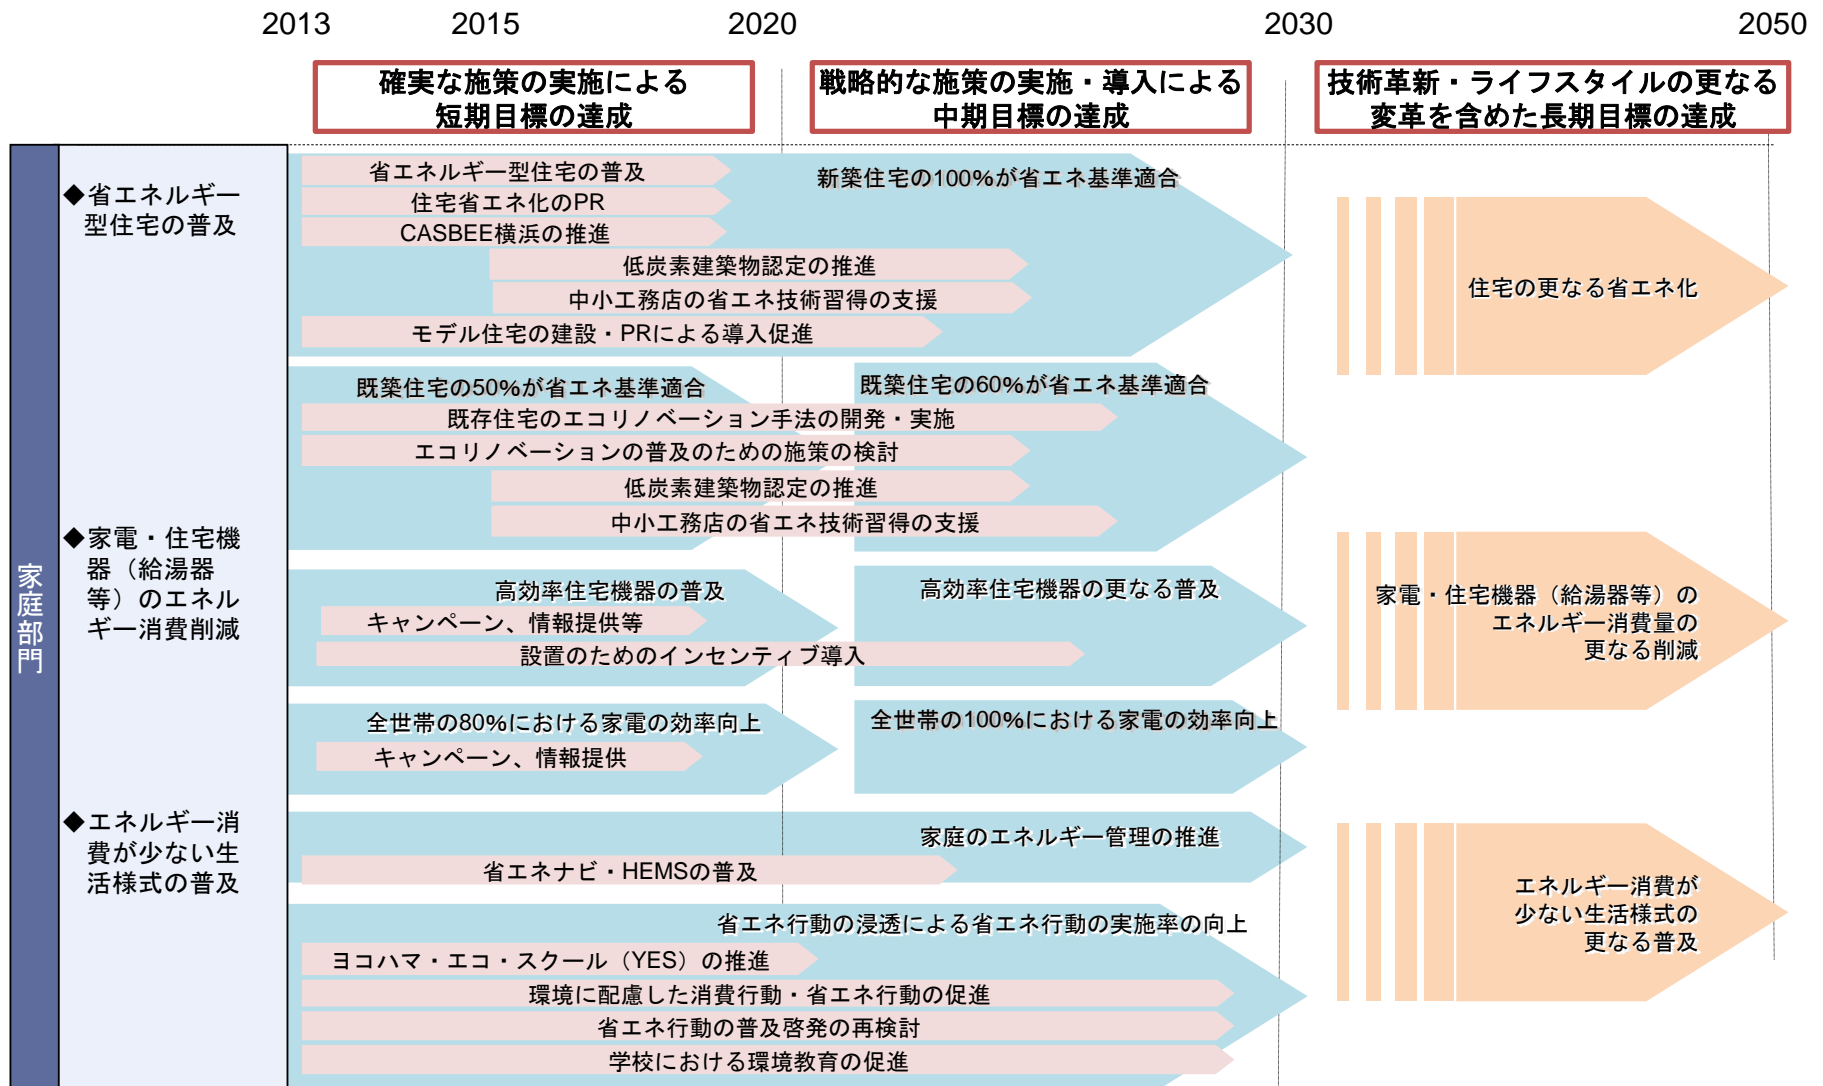 2013
2015
2020
2030
2050
確実な施策の実施による
短期目標の達成
戦略的な施策の実施・導入による
中期目標の達成
技術革新・ライフスタイルの更なる
変革を含めた長期目標の達成
家庭部門
◆省エネルギー
型住宅の普及
省エネルギー型住宅の普及
新築住宅の100%が省エネ基準適合
住宅省エネ化のPR
CASBEE横浜の推進
低炭素建築物認定の推進
中小工務店の省エネ技術習得の支援
モデル住宅の建設・PRによる導入促進
住宅の更なる省エネ化
既築住宅の50%が省エネ基準適合
既築住宅の60%が省エネ基準適合
既存住宅のエコリノベーション手法の開発・実施
エコリノベーションの普及のための施策の検討
低炭素建築物認定の推進
中小工務店の省エネ技術習得の支援
◆家電・住宅機
器（給湯器
等）のエネル
ギー消費削減
高効率住宅機器の普及
高効率住宅機器の更なる普及
キャンペーン、情報提供等
設置のためのインセンティブ導入
家電・住宅機器（給湯器等）の
エネルギー消費量の
更なる削減
全世帯の80%における家電の効率向上
全世帯の100%における家電の効率向上
キャンペーン、情報提供
◆エネルギー消
費が少ない生
活様式の普及
家庭のエネルギー管理の推進
省エネナビ・HEMSの普及
省エネ行動の浸透による省エネ行動の実施率の向上
ヨコハマ・エコ・スクール（YES）の推進
環境に配慮した消費行動・省エネ行動の促進
省エネ行動の普及啓発の再検討
学校における環境教育の促進
エネルギー消費が
少ない生活様式の
更なる普及